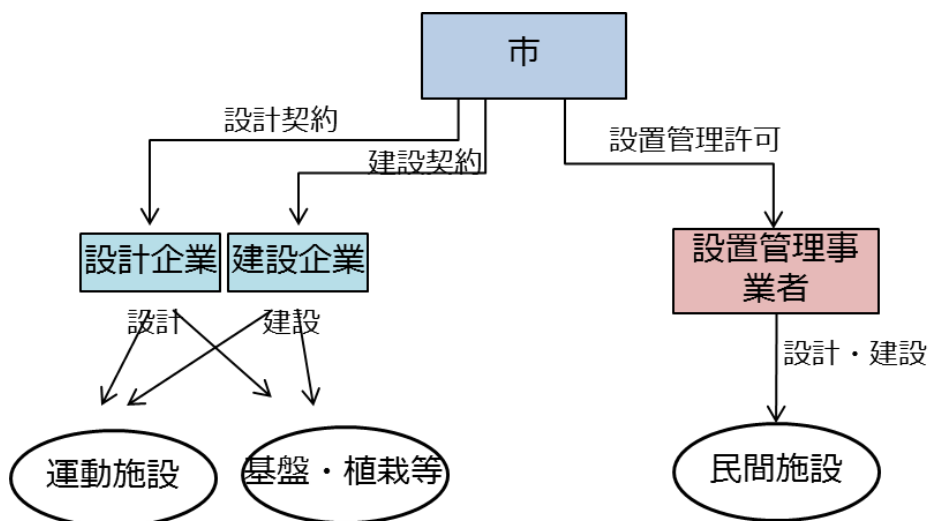 市
設計契約
建設契約
設置管理許可
設計企業
建設企業
設置管理事
業者
設計
建設
設計・建設
運動施設
基盤・植栽等
民間施設